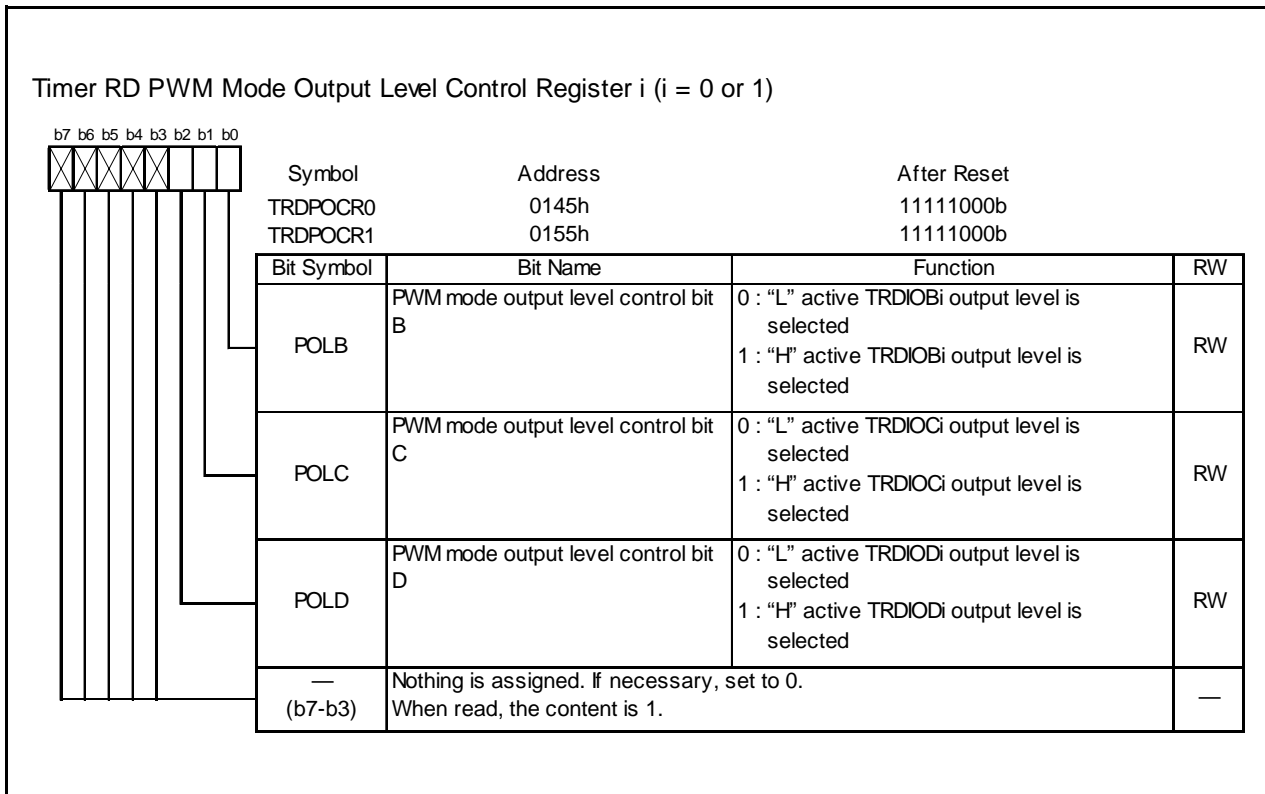 Timer RD PWM Mode Output Level Control Register i (i = 0 or 1)
b7 b6 b5 b4 b3 b2 b1 b0
Symbol Address After Reset
TRDPOCR0 0145h 11111000b
TRDPOCR1 0155h 11111000b
Bit Symbol Bit Name Function RW
POLB PWM mode output level control bit B 0 : “L” active TRDIOBi output level is selected 1 : “H” active TRDIOBi output level is selected RW
POLC PWM mode output level control bit C 0 : “L” active TRDIOCi output level is selected 1 : “H” active TRDIOCi output level is selected RW
POLD PWM mode output level control bit D 0 : “L” active TRDIODi output level is selected 1 : “H” active TRDIODi output level is selected RW
— (b7-b3) Nothing is assigned. If necessary, set to 0. When read, the content is 1. —